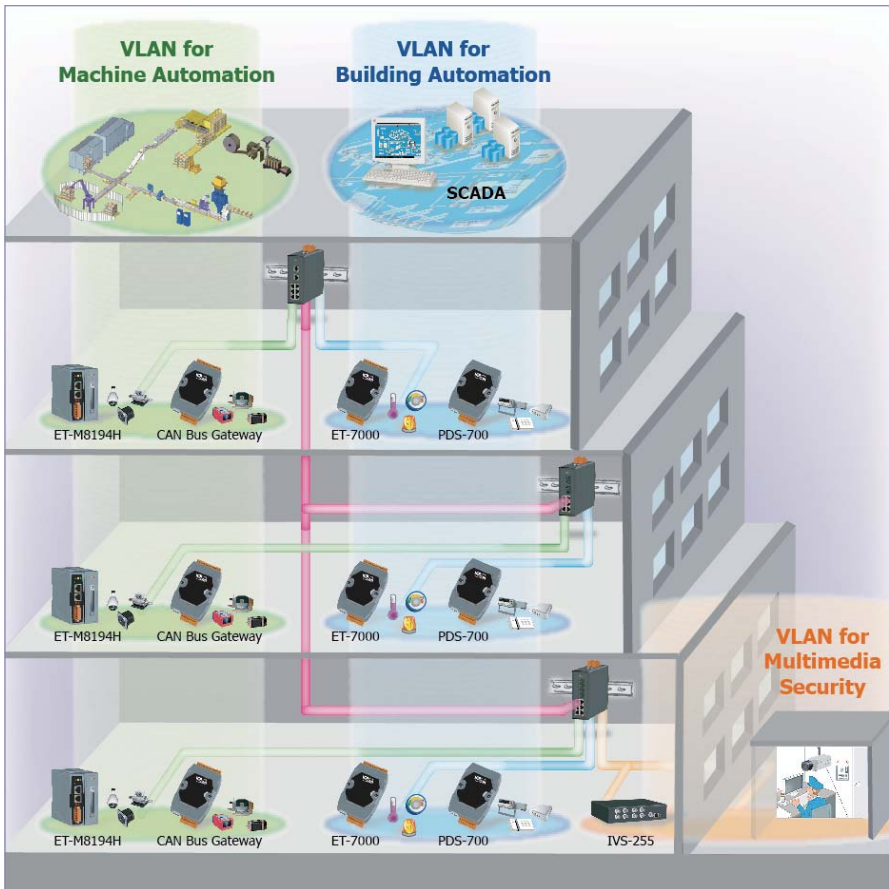 VLAN for
Machine Automation
VLAN for
Building Automation
SCADA
ET-M8194H
CAN Bus Gateway
ET-7000
PDS-700
ET-M8194H
CAN Bus Gateway
ET-7000
PDS-700
VLAN for
Multimedia
Security
ET-M8194H
CAN Bus Gateway
ET-7000
PDS-700
IVS-255